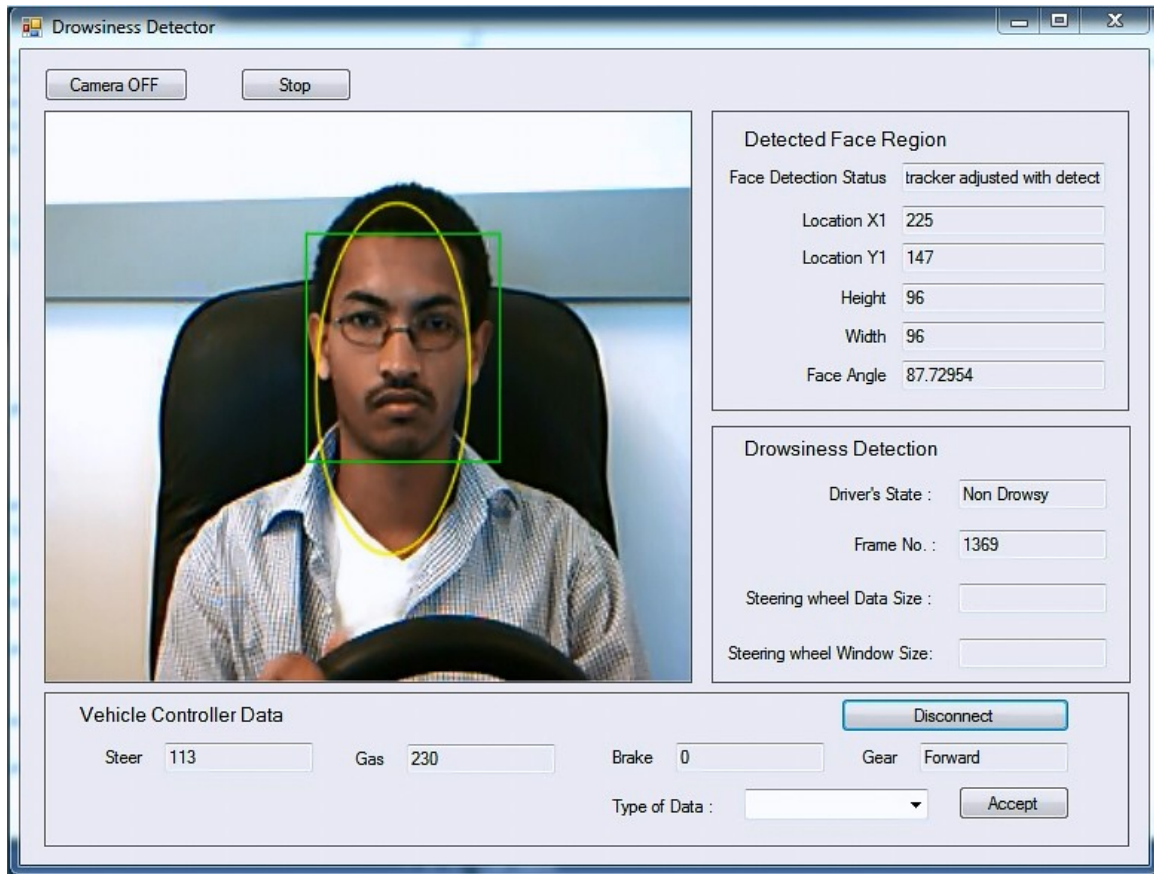 Drowsiness Detector
Camera OFF
Stop
Detected Face Region
Face Detection Status tracker adjusted with detect
Location X1 225
Location Y1 147
Height 96
Width 96
Face Angle 87.72954
Drowsiness Detection
Driver's State : Non Drowsy
Frame No. : 1369
Steering wheel Data Size :
Steering wheel Window Size:
Vehicle Controller Data
Disconnect
Steer 113 Gas 230 Brake 0 Gear Forward
Type of Data :
Accept